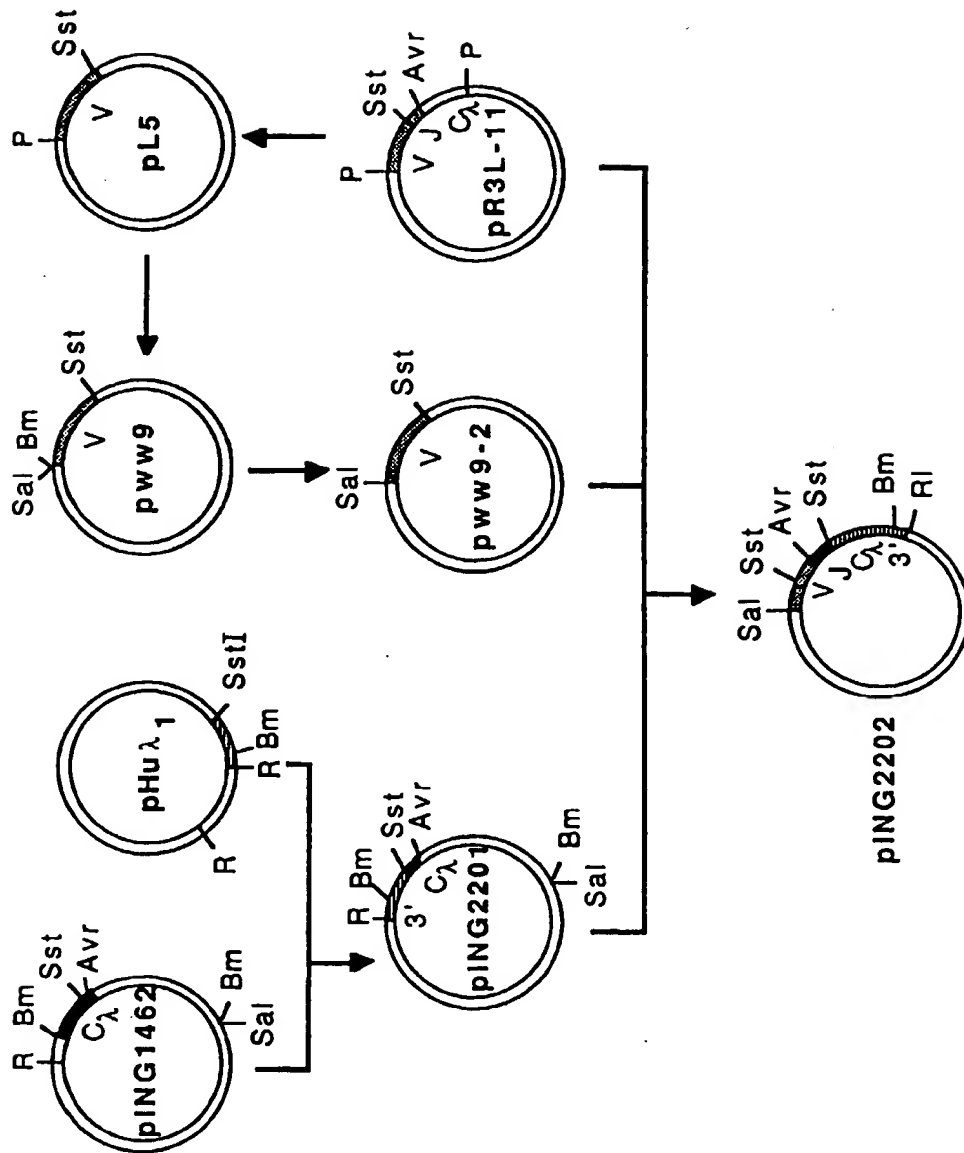 R
Bm
Sst
Avr
Cλ
pING1462
Bm
Sal
SstI
pHu λ 1
Bm
R
R
Sal
Bm
Sst
V
pWW9
P
Sst
V
pL5
R
Bm
Sst
Avr
3'
Cλ
pING2201
Bm
Sal
Sal
Sst
V
pWW9-2
P
Sst
Avr
V
J
Cλ
P
pR3L-11
Sal
Sst
Avr
Sst
V
J
Cλ
3'
Bm
RI
pING2202